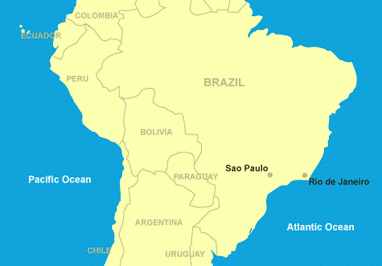 COLOMBIA
ECUADOR
PERU
BRAZIL
BOLIVIA
Sao Paulo
PARAGUAY
Rio de Janeiro
Pacific Ocean
ARGENTINA
Atlantic Ocean
CHILE
URUGUAY